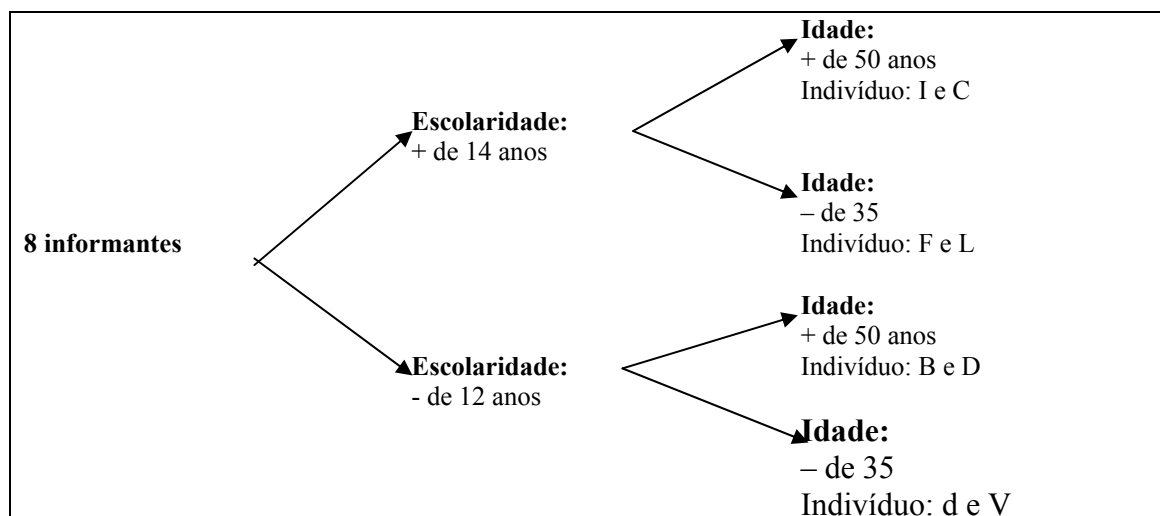 8 informantes
Escolaridade:
+ de 14 anos
Idade:
+ de 50 anos
Indivíduo: I e C
Idade:
– de 35
Indivíduo: F e L
Escolaridade:
- de 12 anos
Idade:
+ de 50 anos
Indivíduo: B e D
Idade:
– de 35
Indivíduo: d e V